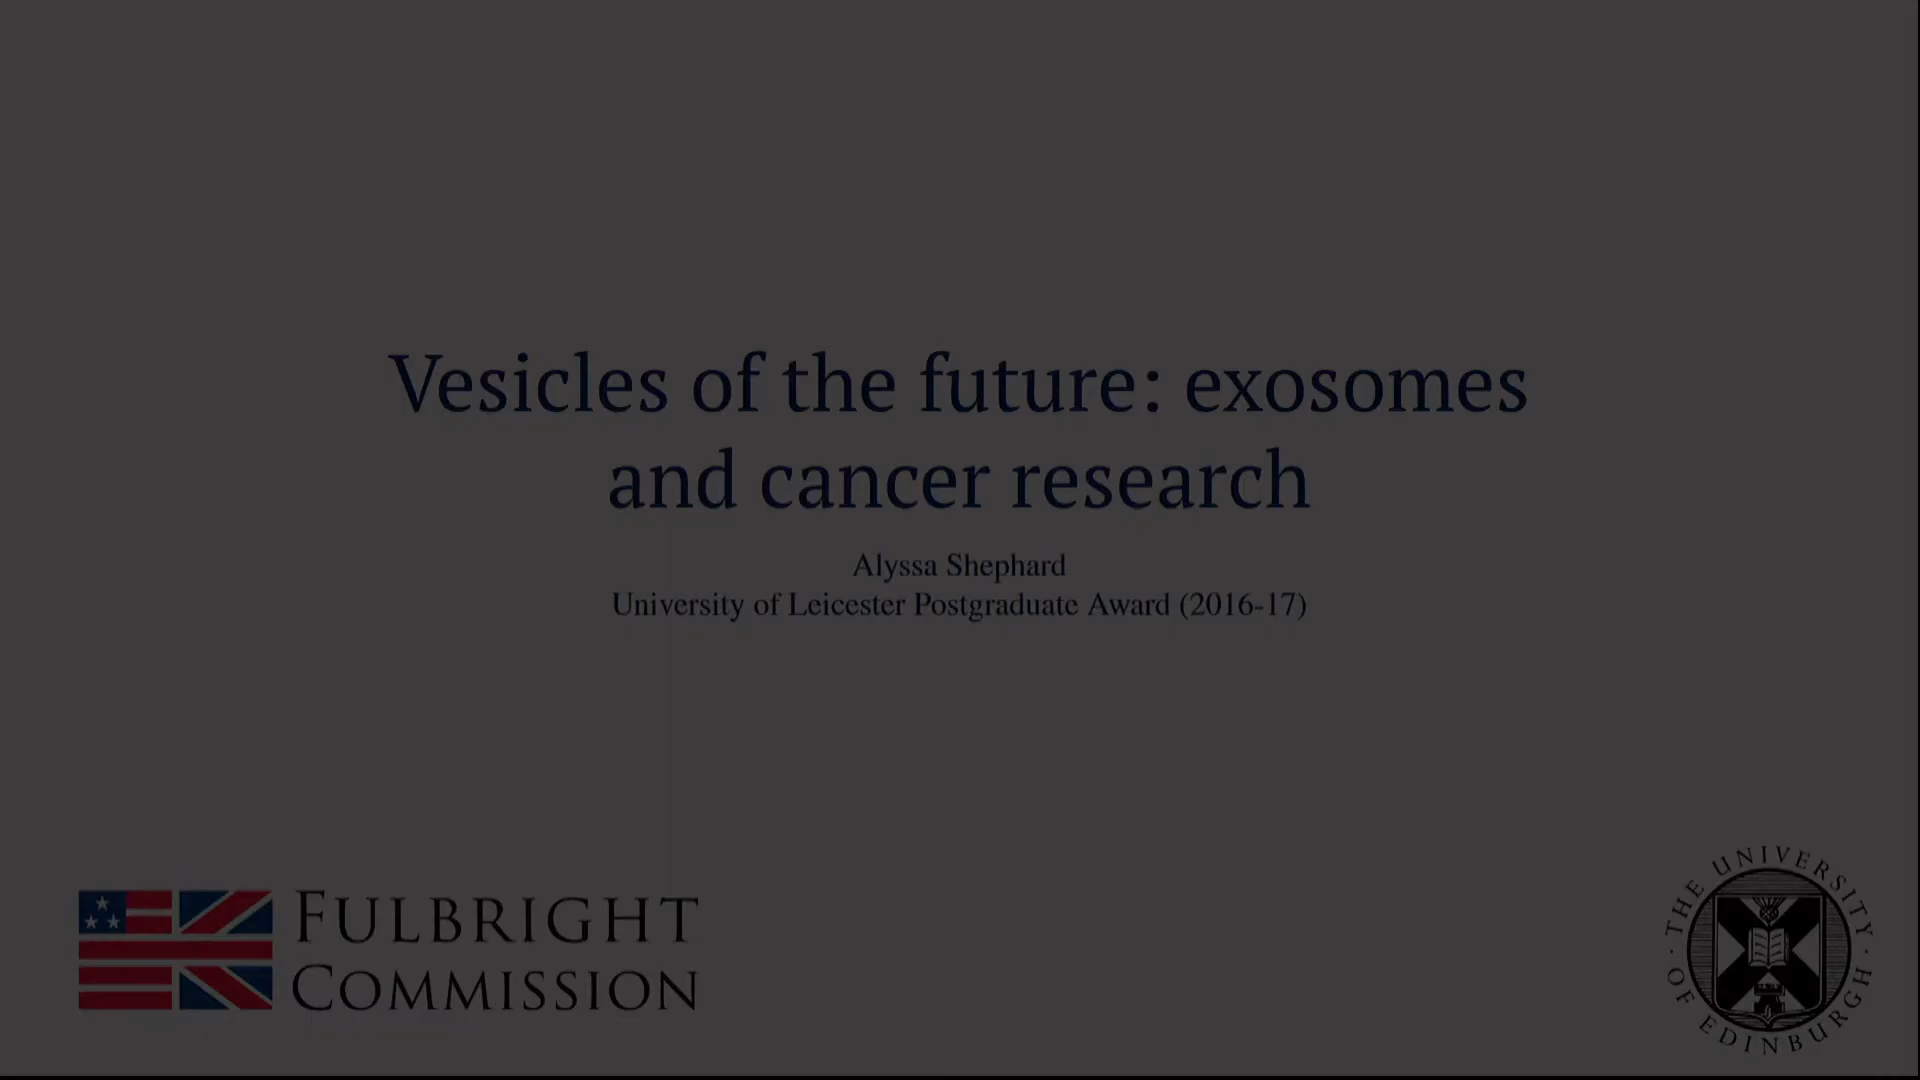 Vesicles of the future: exosomes
and cancer research
Alyssa Shephard
University of Leicester Postgraduate Award (2016-17)
FULBRIGHT
COMMISSION
· THE UNIVERSITY ·
OF EDINBURGH